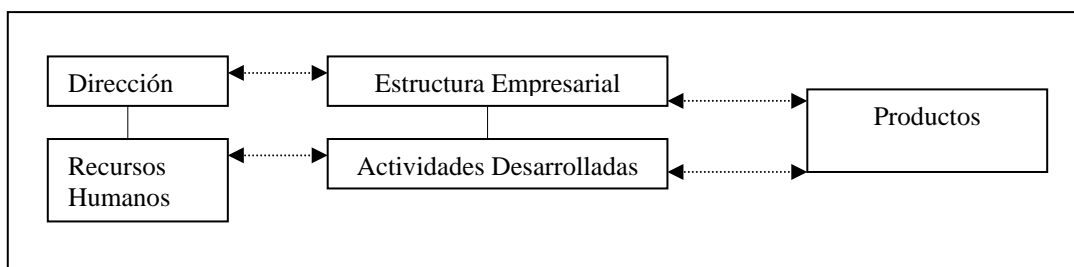 Dirección
Estructura Empresarial
Productos
Recursos
Humanos
Actividades Desarrolladas